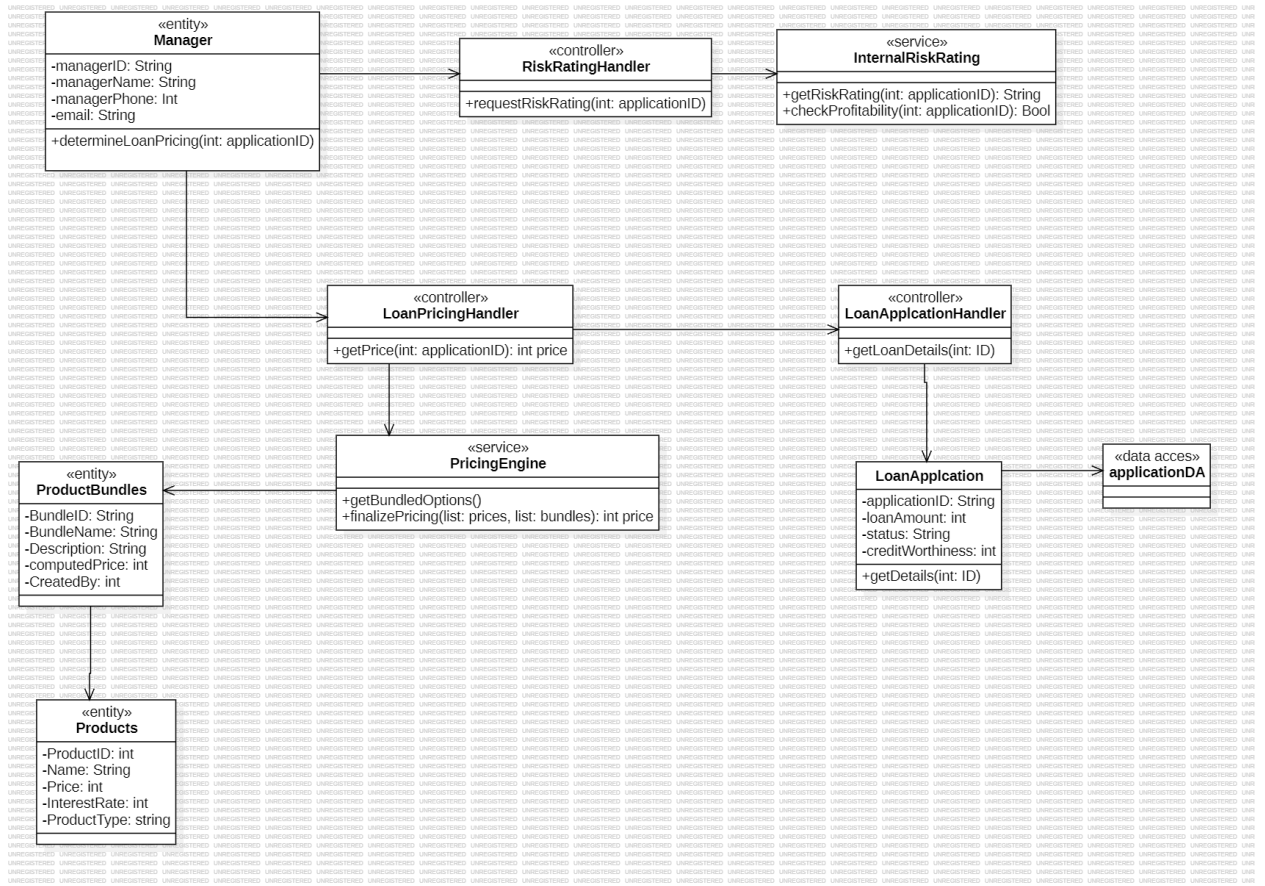 «entity»
Manager
-managerID: String
-managerName: String
-managerPhone: Int
-email: String
+determineLoanPricing(int: applicationID)
«controller»
RiskRatingHandler
+requestRiskRating(int: applicationID)
«service»
InternalRiskRating
+getRiskRating(int: applicationID): String
+checkProfitability(int: applicationID): Bool
«controller»
LoanPricingHandler
+getPrice(int: applicationID): int price
«controller»
LoanApplcationHandler
+getLoanDetails(int: ID)
«service»
PricingEngine
+getBundledOptions()
+finalizePricing(list: prices, list: bundles): int price
«entity»
ProductBundles
-BundleID: String
-BundleName: String
-Description: String
-computedPrice: int
-CreatedBy: int
LoanApplcation
-applicationID: String
-loanAmount: int
-status: String
-creditWorthiness: int
+getDetails(int: ID)
«data acces»
applicationDA
«entity»
Products
-ProductID: int
-Name: String
-Price: int
-InterestRate: int
-ProductType: string
UNREGISTERED